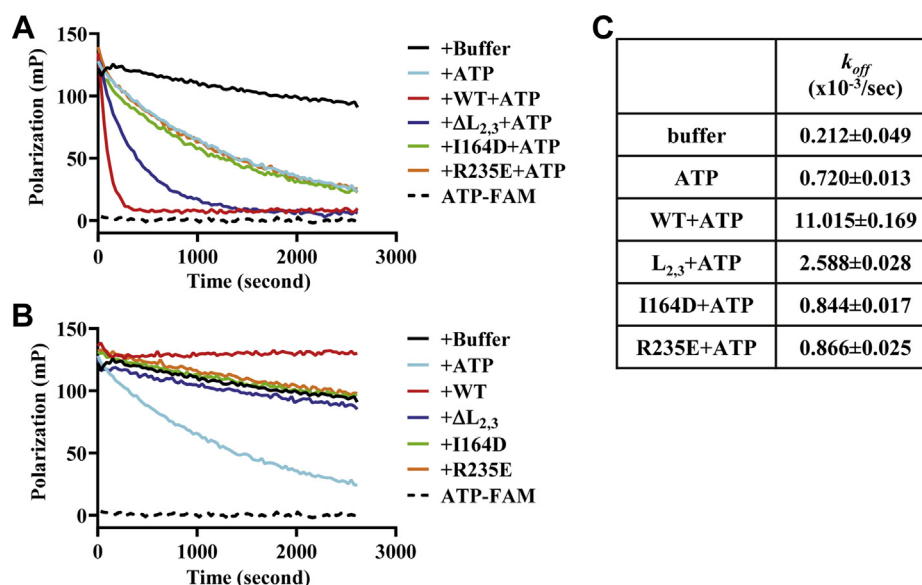 A
150
100
50
0
Polarization (mP)
0 1000 2000 3000
Time (second)
+Buffer
+ATP
+WT+ATP
+ΔL2,3+ATP
+I164D+ATP
+R235E+ATP
ATP-FAM
B
150
100
50
0
Polarization (mP)
0 1000 2000 3000
Time (second)
+Buffer
+ATP
+WT
+ΔL2,3
+I164D
+R235E
ATP-FAM
C
koff
(x10-3/sec)
buffer 0.212±0.049
ATP 0.720±0.013
WT+ATP 11.015±0.169
L2,3+ATP 2.588±0.028
I164D+ATP 0.844±0.017
R235E+ATP 0.866±0.025